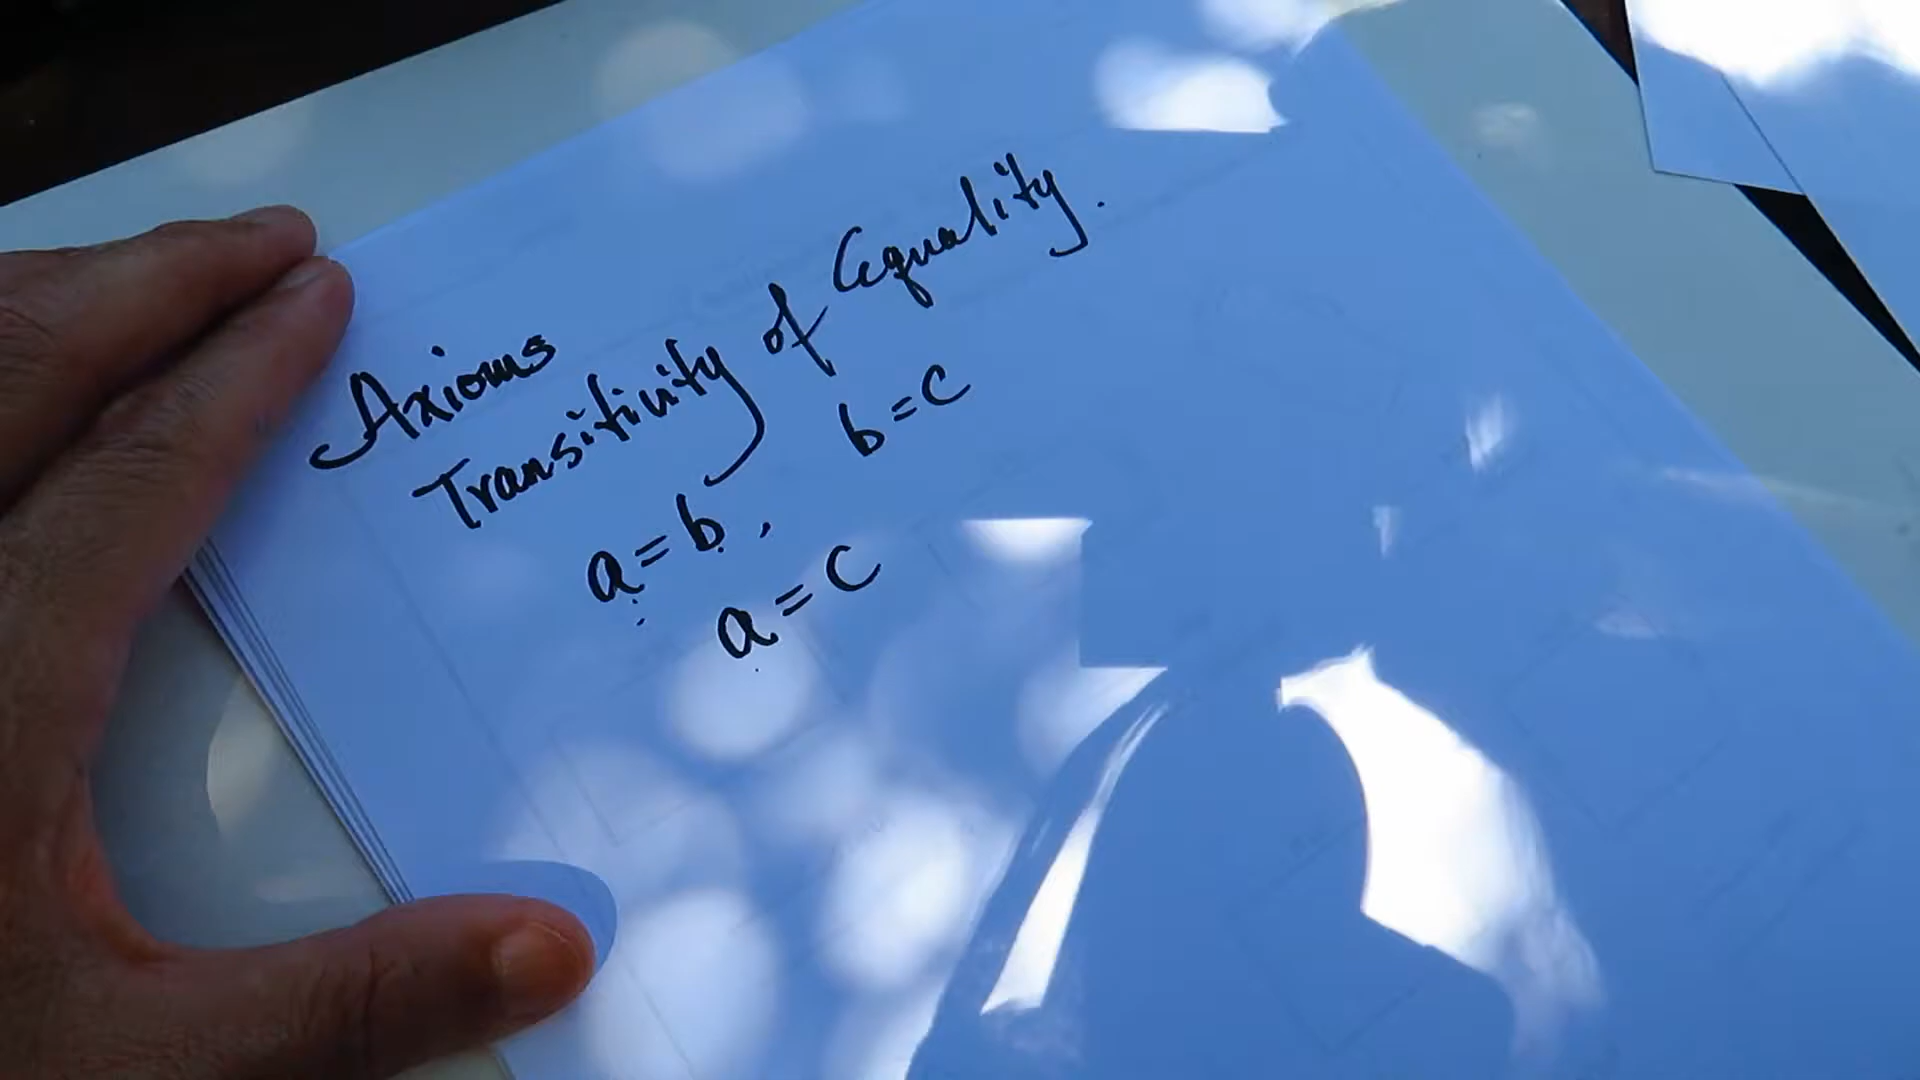 Axioms
Transitivity of Equality.
a = b, b = c
a = c